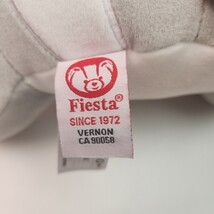 Fiesta®
SINCE 1972
VERNON
CA 90058